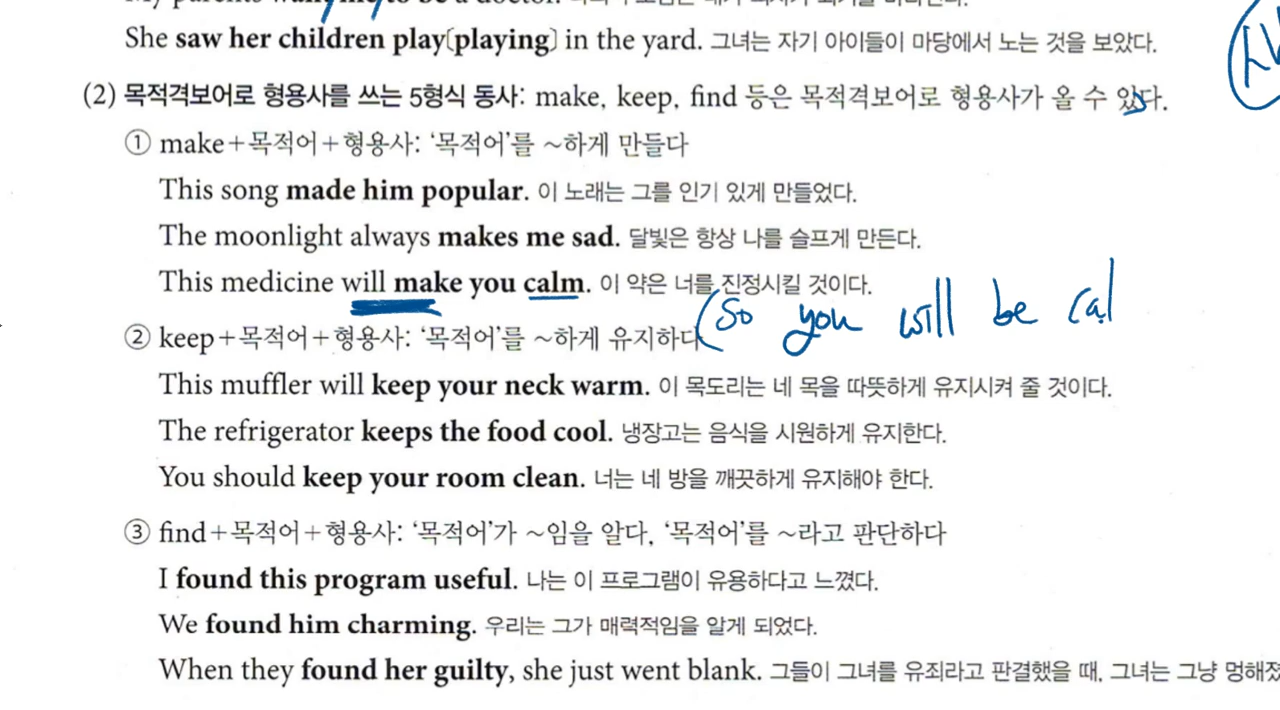 She saw her children play[playing] in the yard. 그녀는 자기 아이들이 마당에서 노는 것을 보았다.
(2) 목적격보어로 형용사를 쓰는 5형식 동사: make, keep, find 등은 목적격보어로 형용사가 올 수 있다.
① make+목적어+형용사: ‘목적어’를 ~하게 만들다
This song made him popular. 이 노래는 그를 인기 있게 만들었다.
The moonlight always makes me sad. 달빛은 항상 나를 슬프게 만든다.
This medicine will make you calm. 이 약은 너를 진정시킬 것이다.
(So you will be cal
② keep+목적어+형용사: ‘목적어’를 ~하게 유지하다
This muffler will keep your neck warm. 이 목도리는 네 목을 따뜻하게 유지시켜 줄 것이다.
The refrigerator keeps the food cool. 냉장고는 음식을 시원하게 유지한다.
You should keep your room clean. 너는 네 방을 깨끗하게 유지해야 한다.
③ find+목적어+형용사: ‘목적어’가 ~임을 알다, ‘목적어’를 ~라고 판단하다
I found this program useful. 나는 이 프로그램이 유용하다고 느꼈다.
We found him charming. 우리는 그가 매력적임을 알게 되었다.
When they found her guilty, she just went blank. 그들이 그녀를 유죄라고 판결했을 때, 그녀는 그냥 멍해졌